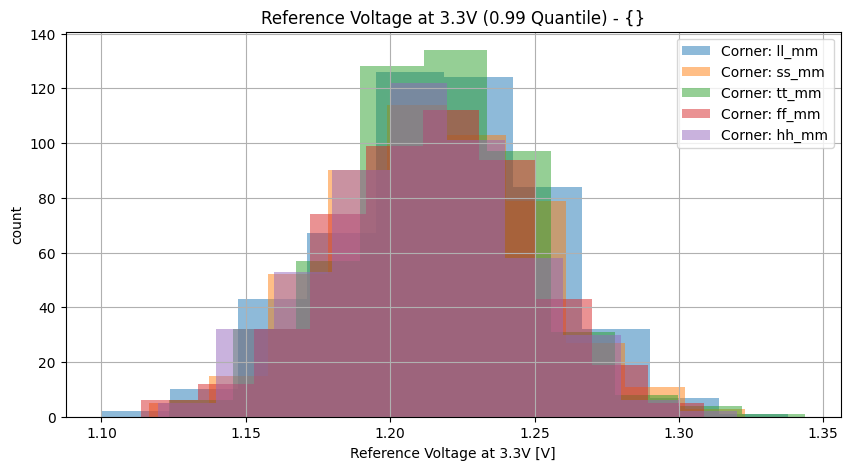 Reference Voltage at 3.3V (0.99 Quantile) - {}
140
120
100
80
60
40
20
0
count
Corner: ll_mm
Corner: ss_mm
Corner: tt_mm
Corner: ff_mm
Corner: hh_mm
1.10
1.15
1.20
1.25
1.30
1.35
Reference Voltage at 3.3V [V]